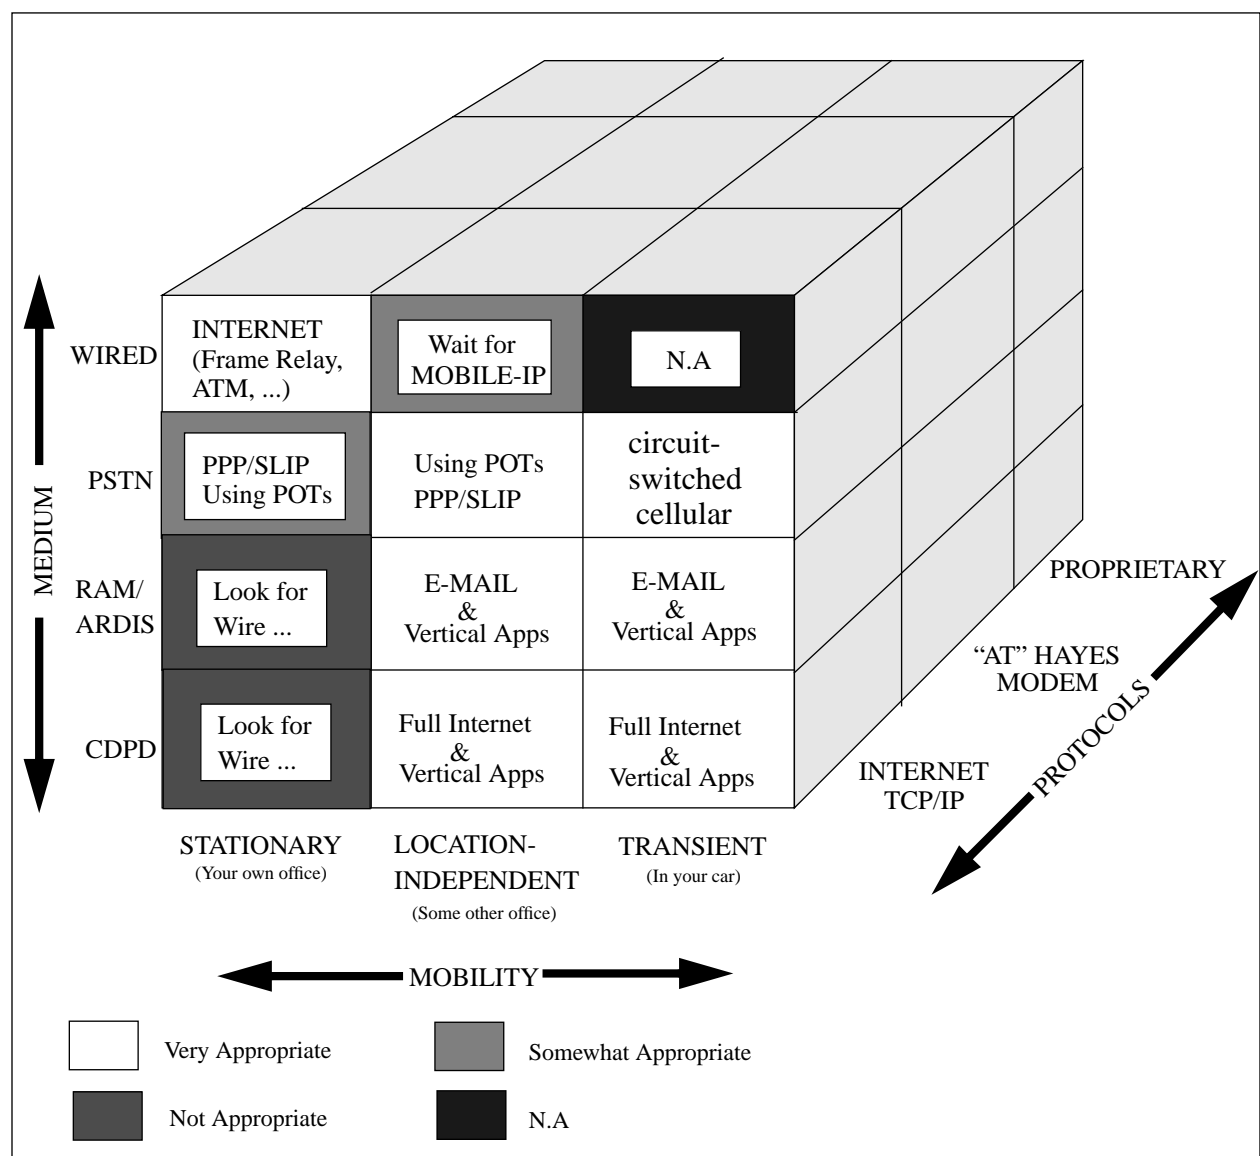 INTERNET
(Frame Relay,
ATM, ...)
Wait for
MOBILE-IP
N.A
WIRED
PPP/SLIP
Using POTs
Using POTs
PPP/SLIP
circuit-
switched
cellular
PSTN
MEDIUM
Look for
Wire ...
E-MAIL
&
Vertical Apps
E-MAIL
&
Vertical Apps
RAM/
ARDIS
Look for
Wire ...
Full Internet
&
Vertical Apps
Full Internet
&
Vertical Apps
CDPD
PROPRIETARY
“AT” HAYES
MODEM
INTERNET
TCP/IP
PROTOCOLS
STATIONARY
(Your own office)
LOCATION-
INDEPENDENT
(Some other office)
TRANSIENT
(In your car)
MOBILITY
Very Appropriate
Somewhat Appropriate
Not Appropriate
N.A